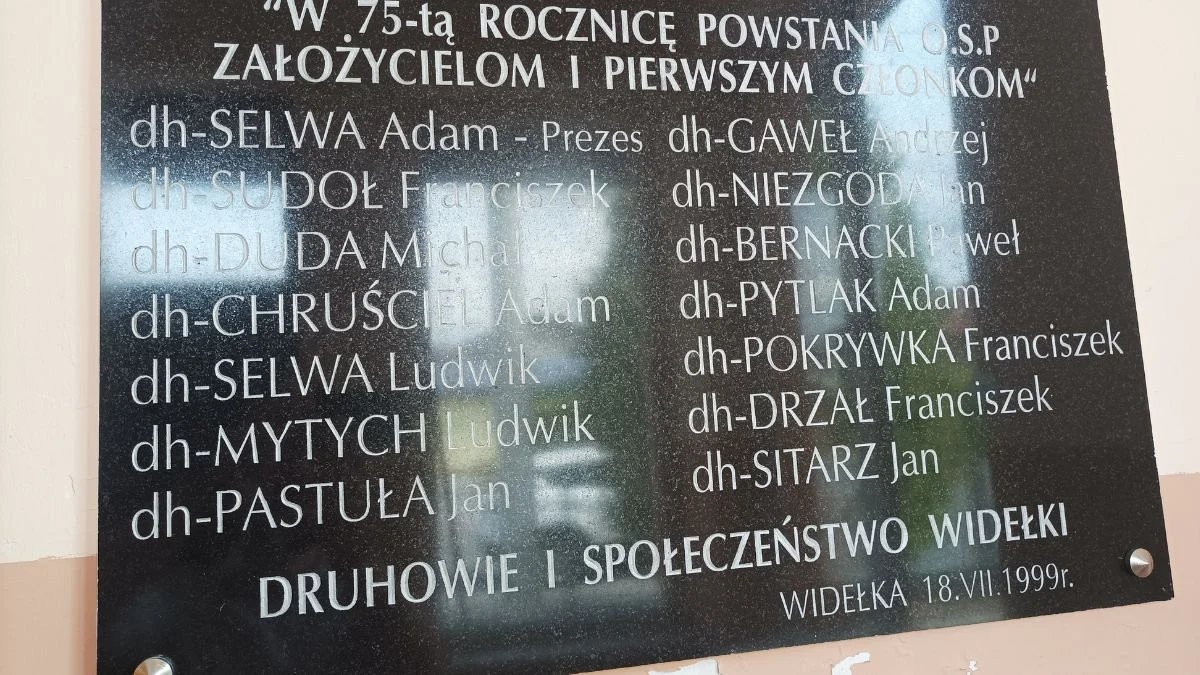 “W 75-tą ROCZNICĘ POWSTANIA O.S.P
ZAŁOŻYCIELOM I PIERWSZYM CZŁONKOM“
dh-SELWA Adam - Prezes
dh-SUDOŁ Franciszek
dh-DUDA Michał
dh-CHRUŚCIEL Adam
dh-SELWA Ludwik
dh-MYTYCH Ludwik
dh-PASTUŁA Jan
dh-GAWEŁ Andrzej
dh-NIEZGODA Jan
dh-BERNACKI Paweł
dh-PYTLAK Adam
dh-POKRYWKA Franciszek
dh-DRZAŁ Franciszek
dh-SITARZ Jan
DRUHOWIE I SPOŁECZEŃSTWO WIDEŁKI
WIDEŁKA 18.VII.1999r.